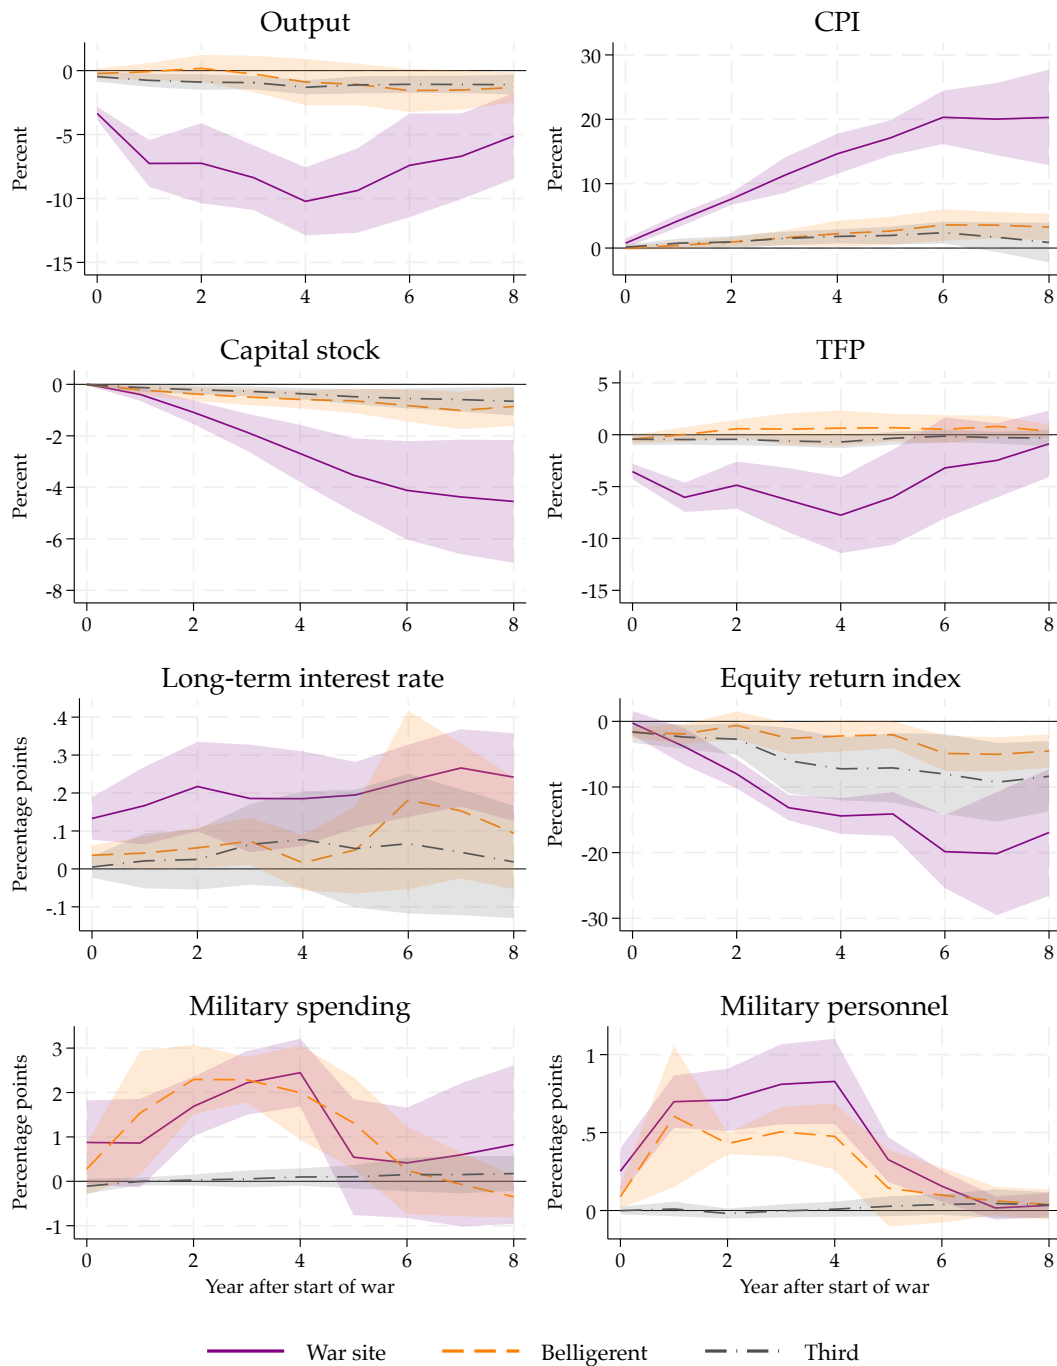 Output
Percent
0
-5
-10
-15
0 2 4 6 8
CPI
Percent
30
20
10
0
0 2 4 6 8
Capital stock
Percent
0
-2
-4
-6
-8
0 2 4 6 8
TFP
Percent
5
0
-5
-10
-15
0 2 4 6 8
Long-term interest rate
Percentage points
.4
.3
.2
.1
0
-.1
0 2 4 6 8
Equity return index
Percent
0
-10
-20
-30
0 2 4 6 8
Military spending
Percentage points
3
2
1
0
-1
0 2 4 6 8
Year after start of war
Military personnel
Percentage points
1
.5
0
0 2 4 6 8
Year after start of war
War site Belligerent Third